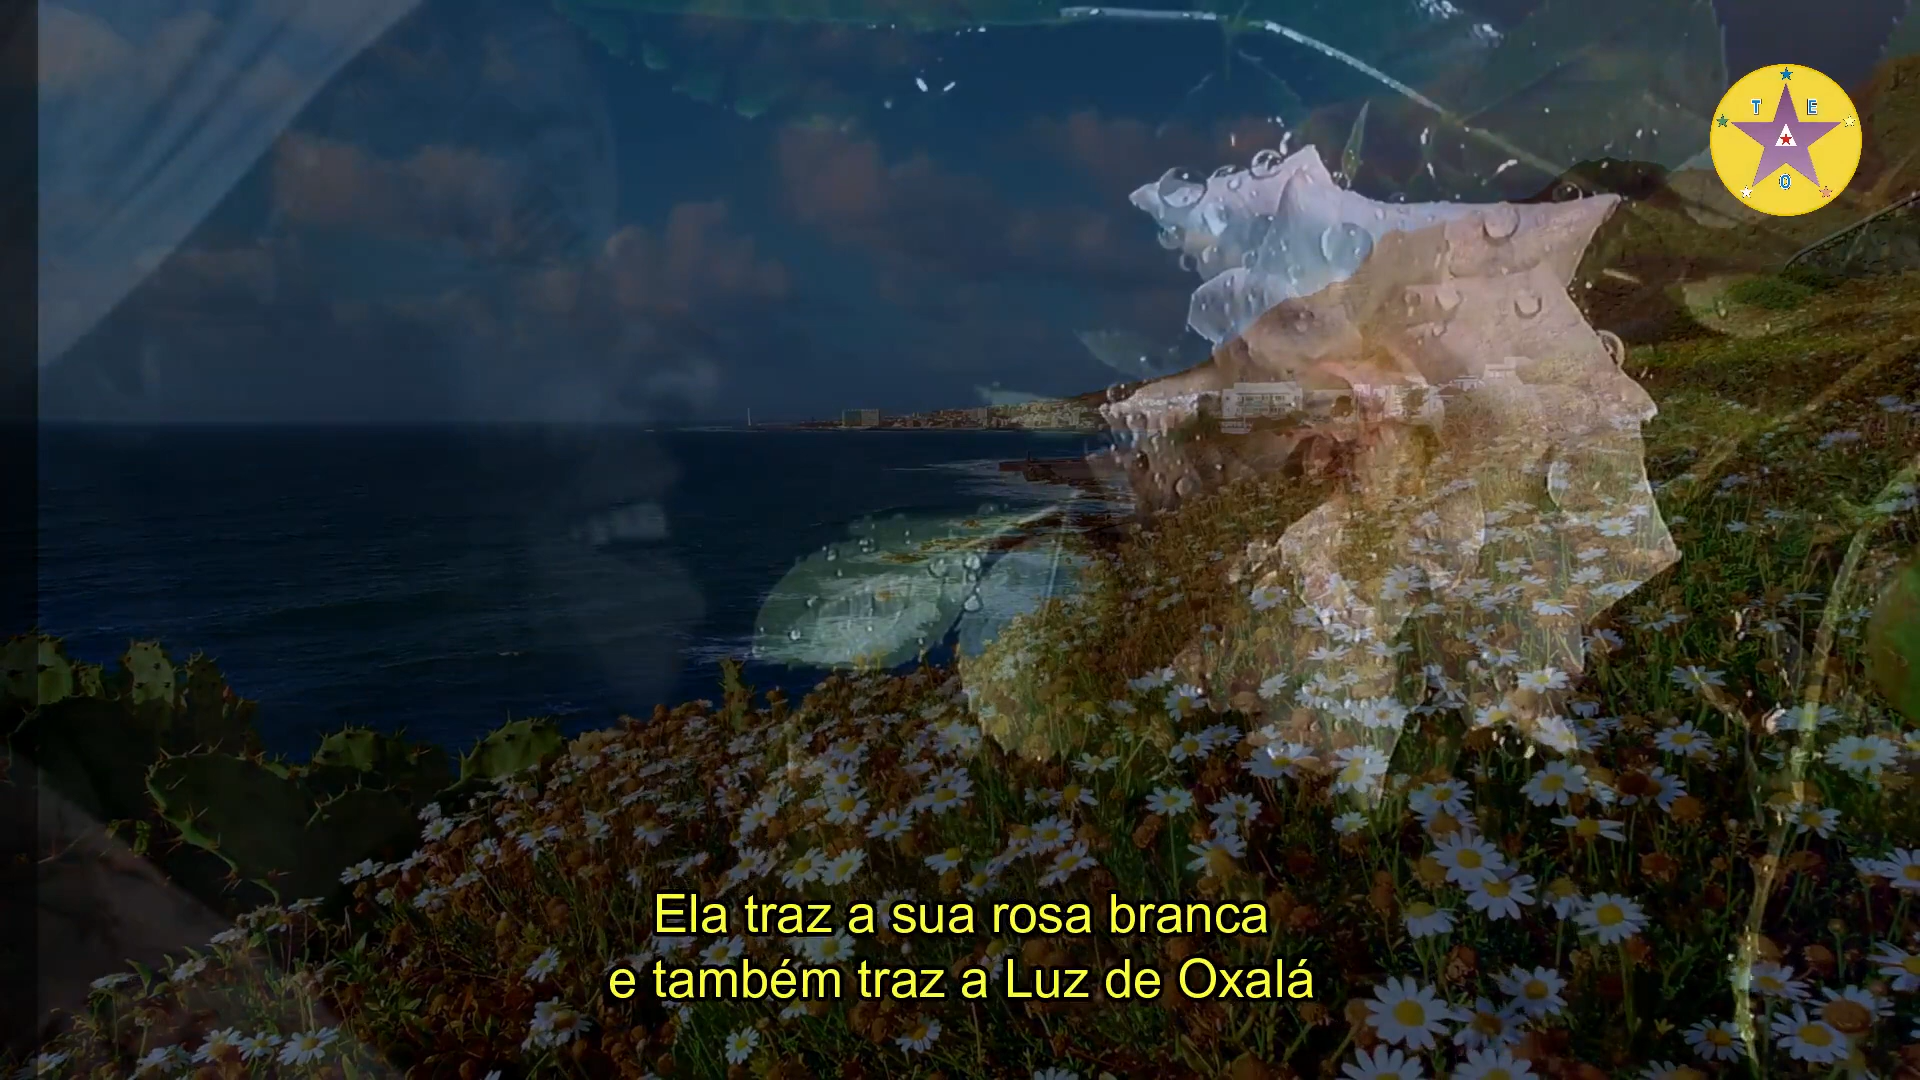 T E
A
O
Ela traz a sua rosa branca
e também traz a Luz de Oxalá